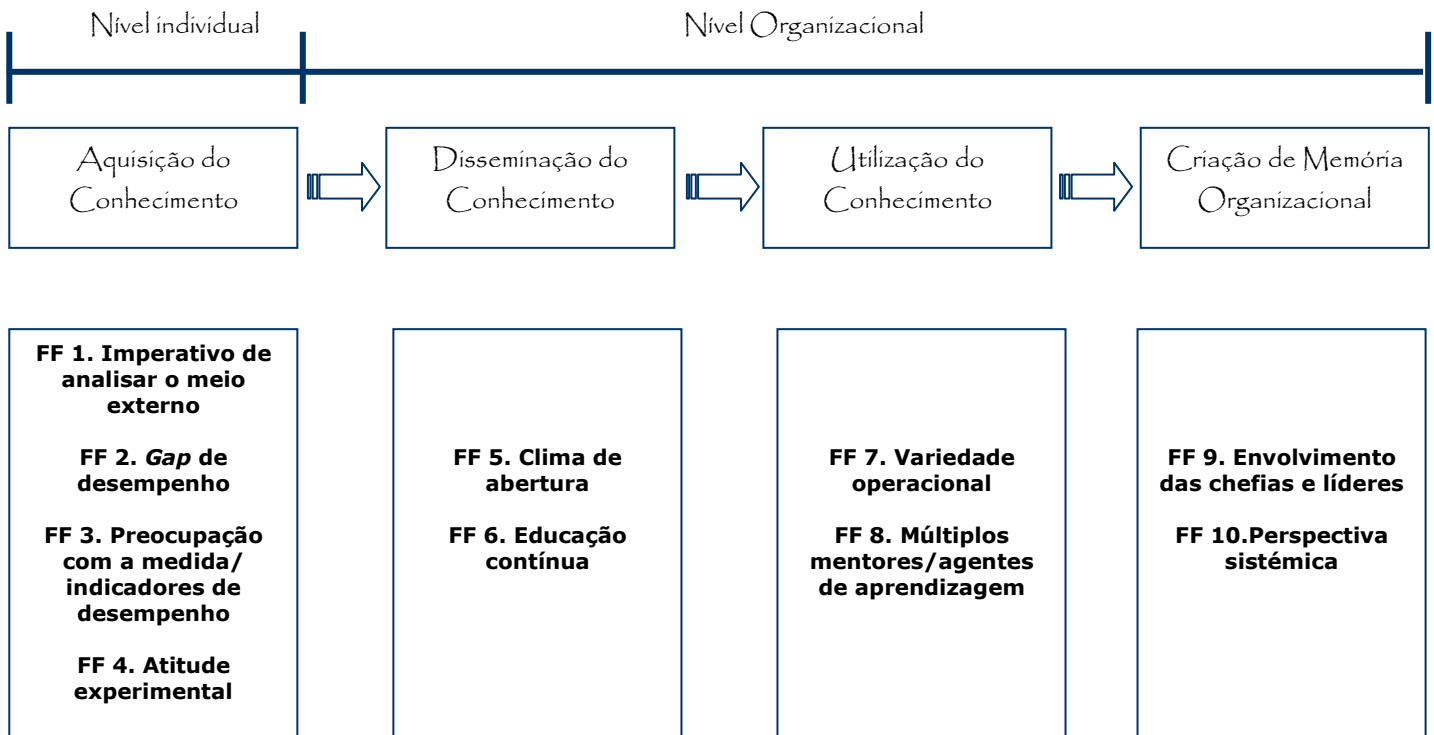 Nível individual
Nível Organizacional
Aquisição do
Conhecimento
Disseminação do
Conhecimento
Utilização do
Conhecimento
Criação de Memória
Organizacional
FF 1. Imperativo de
analisar o meio
externo
FF 2. Gap de
desempenho
FF 3. Preocupação
com a medida/
indicadores de
desempenho
FF 4. Atitude
experimental
FF 5. Clima de
abertura
FF 6. Educação
contínua
FF 7. Variedade
operacional
FF 8. Múltiplos
mentores/agentes
de aprendizagem
FF 9. Envolvimento
das chefias e líderes
FF 10.Perspectiva
sistémica